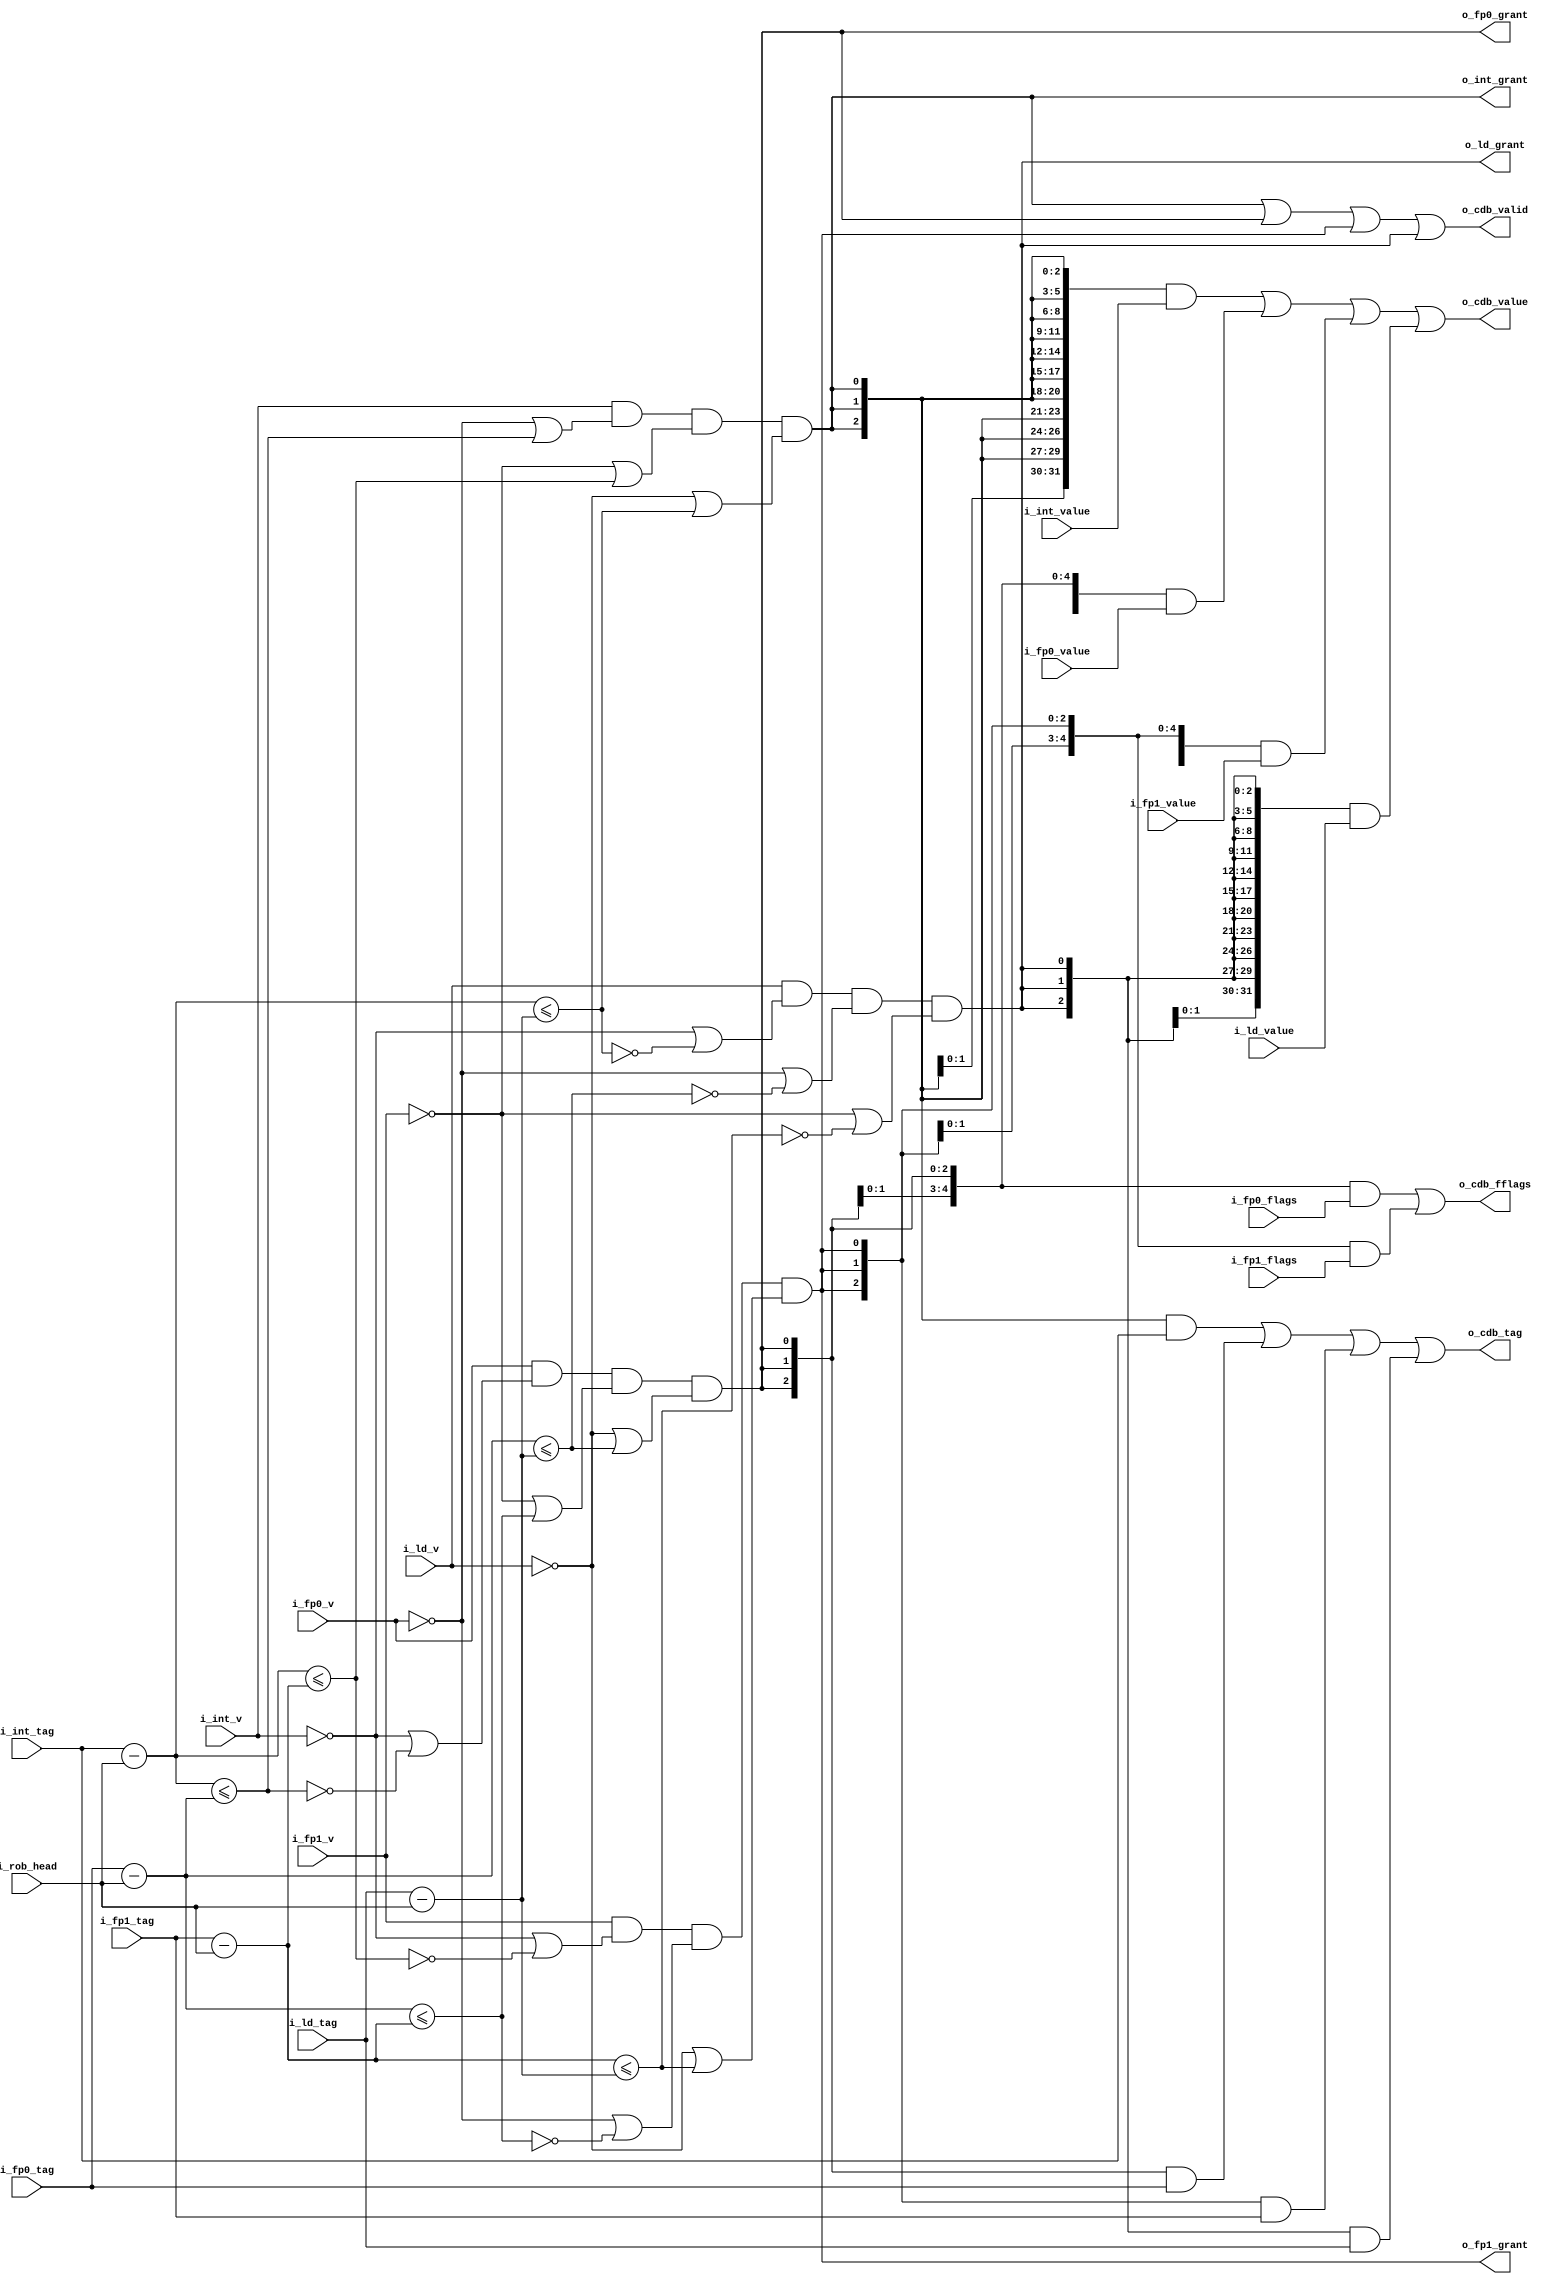 o_fp0_grant
o_int_grant
o_ld_grant
o_cdb_valid
0:2
3:5
6:8
9:11
12:14
15:17
18:20
21:23
24:26
27:29
30:31
o_cdb_value
0
1
2
i_int_value
0:4
i_fp0_value
0:2
3:4
0:4
i_fp1_value
0:2
3:5
6:8
9:11
12:14
15:17
18:20
21:23
24:26
27:29
30:31
i_ld_value
0
1
2
0:1
0:1
0:1
0:1
0:2
3:4
i_fp0_flags
i_fp1_flags
o_cdb_fflags
0
1
2
0
1
2
o_cdb_tag
i_ld_v
i_fp0_v
i_int_v
i_int_tag
i_fp1_v
i_rob_head
i_fp1_tag
i_ld_tag
i_fp0_tag
o_fp1_grant